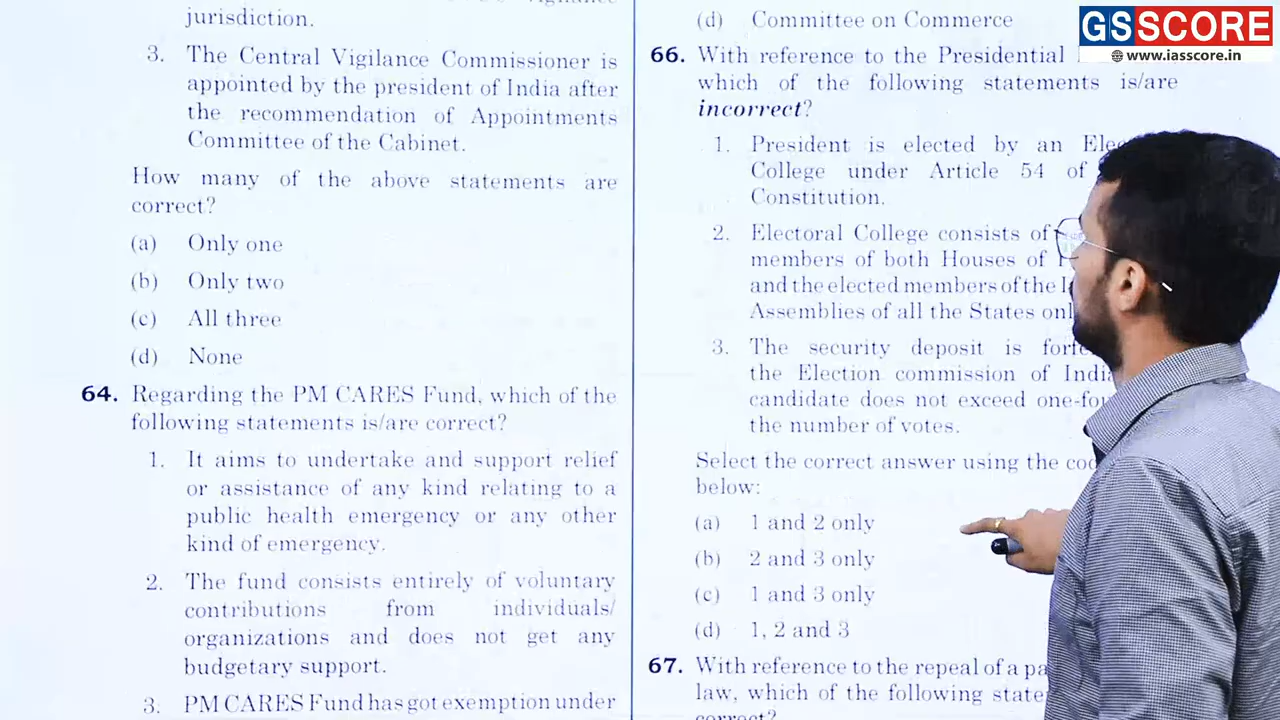 jurisdiction.
3. The Central Vigilance Commissioner is
appointed by the president of India after
the recommendation of Appointments
Committee of the Cabinet.
How many of the above statements are
correct?
(a) Only one
(b) Only two
(c) All three
(d) None
64. Regarding the PM CARES Fund, which of the
following statements is/are correct?
1. It aims to undertake and support relief
or assistance of any kind relating to a
public health emergency or any other
kind of emergency.
2. The fund consists entirely of voluntary
contributions from individuals/
organizations and does not get any
budgetary support.
3. PM CARES Fund has got exemption under
(d) Committee on Commerce
66. With reference to the Presidential
which of the following statements is/are
incorrect?
1. President is elected by an
College under Article 54 of
Constitution.
2. Electoral College consists of
members of both Houses of
and the elected members of the
Assemblies of all the States
3. The security deposit is
the Election commission of
candidate does not exceed
the number of votes.
Select the correct answer using the
below:
(a) 1 and 2 only
(b) 2 and 3 only
(c) 1 and 3 only
(d) 1, 2 and 3
67. With reference to the repeal of a
law, which of the following
correct?
GSSCORE
www.iasscore.in